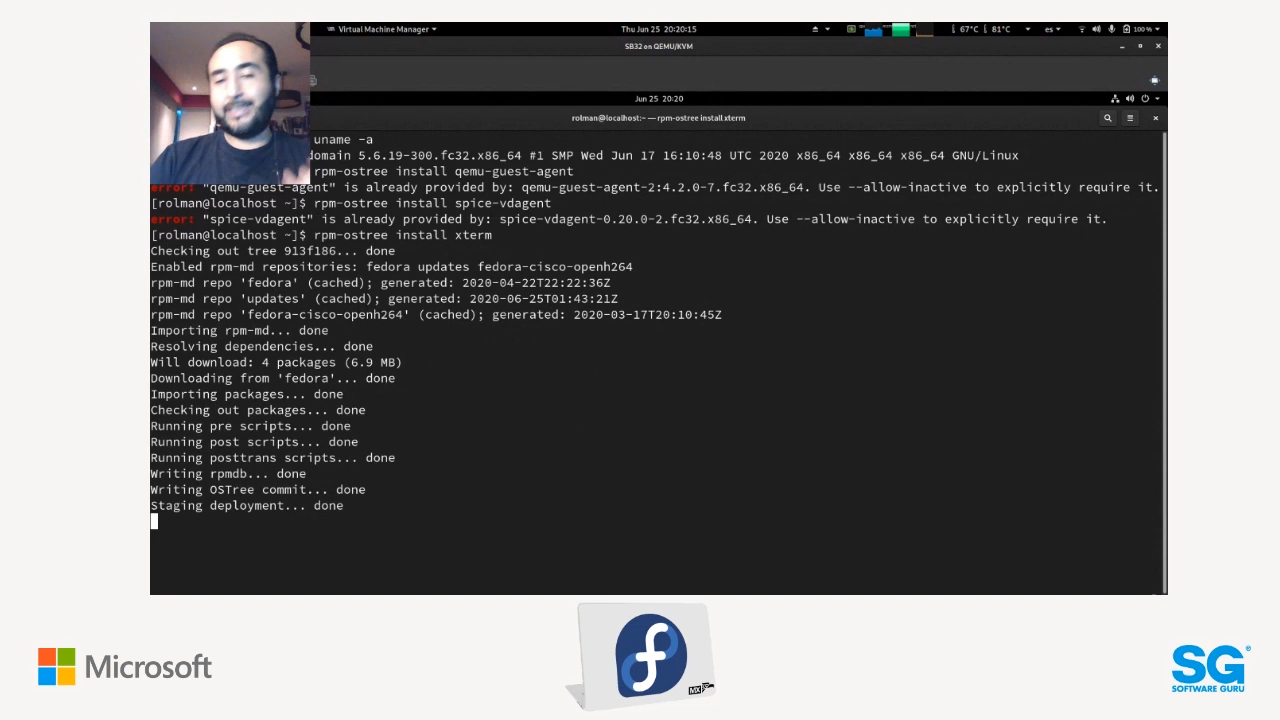 Virtual Machine Manager
Thu Jun 25 20:20:15
67°C
81°C
es
100 %
SB32 on QEMU/KVM
Jun 25 20:20
rolman@localhost:~ — rpm-ostree install xterm
uname -a
domain 5.6.19-300.fc32.x86_64 #1 SMP Wed Jun 17 16:10:48 UTC 2020 x86_64 x86_64 x86_64 GNU/Linux
rpm-ostree install qemu-guest-agent
error: "qemu-guest-agent" is already provided by: qemu-guest-agent-2:4.2.0-7.fc32.x86_64. Use --allow-inactive to explicitly require it.
[rolman@localhost ~]$ rpm-ostree install spice-vdagent
error: "spice-vdagent" is already provided by: spice-vdagent-0.20.0-2.fc32.x86_64. Use --allow-inactive to explicitly require it.
[rolman@localhost ~]$ rpm-ostree install xterm
Checking out tree 913f186... done
Enabled rpm-md repositories: fedora updates fedora-cisco-openh264
rpm-md repo 'fedora' (cached); generated: 2020-04-22T22:22:36Z
rpm-md repo 'updates' (cached); generated: 2020-06-25T01:43:21Z
rpm-md repo 'fedora-cisco-openh264' (cached); generated: 2020-03-17T20:10:45Z
Importing rpm-md... done
Resolving dependencies... done
Will download: 4 packages (6.9 MB)
Downloading from 'fedora'... done
Importing packages... done
Checking out packages... done
Running pre scripts... done
Running post scripts... done
Running posttrans scripts... done
Writing rpmdb... done
Writing OSTree commit... done
Staging deployment... done
Microsoft
MX
SG
SOFTWARE GURU